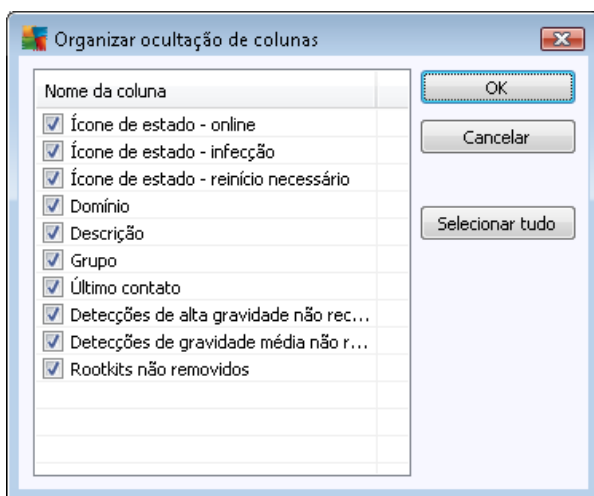 Organizar ocultação de colunas
Nome da coluna
Ícone de estado - online
Ícone de estado - infecção
Ícone de estado - reinício necessário
Domínio
Descrição
Grupo
Último contato
Detecções de alta gravidade não rec...
Detecções de gravidade média não r...
Rootkits não removidos
OK
Cancelar
Selecionar tudo